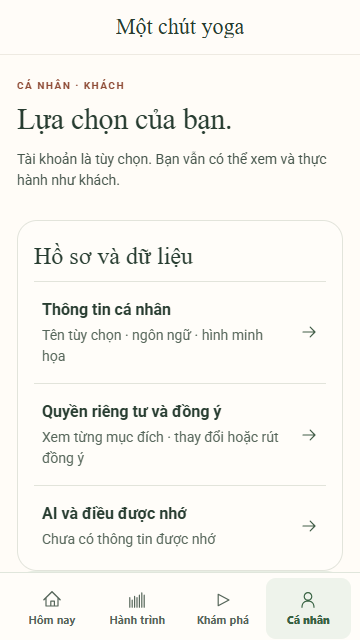 Một chút yoga
CÁ NHÂN · KHÁCH
Lựa chọn của bạn.
Tài khoản là tùy chọn. Bạn vẫn có thể xem và thực
hành như khách.
Hồ sơ và dữ liệu
Thông tin cá nhân
Tên tùy chọn · ngôn ngữ · hình minh
họa
Quyền riêng tư và đồng ý
Xem từng mục đích · thay đổi hoặc rút
đồng ý
AI và điều được nhớ
Chưa có thông tin được nhớ
Hôm nay
Hành trình
Khám phá
Cá nhân